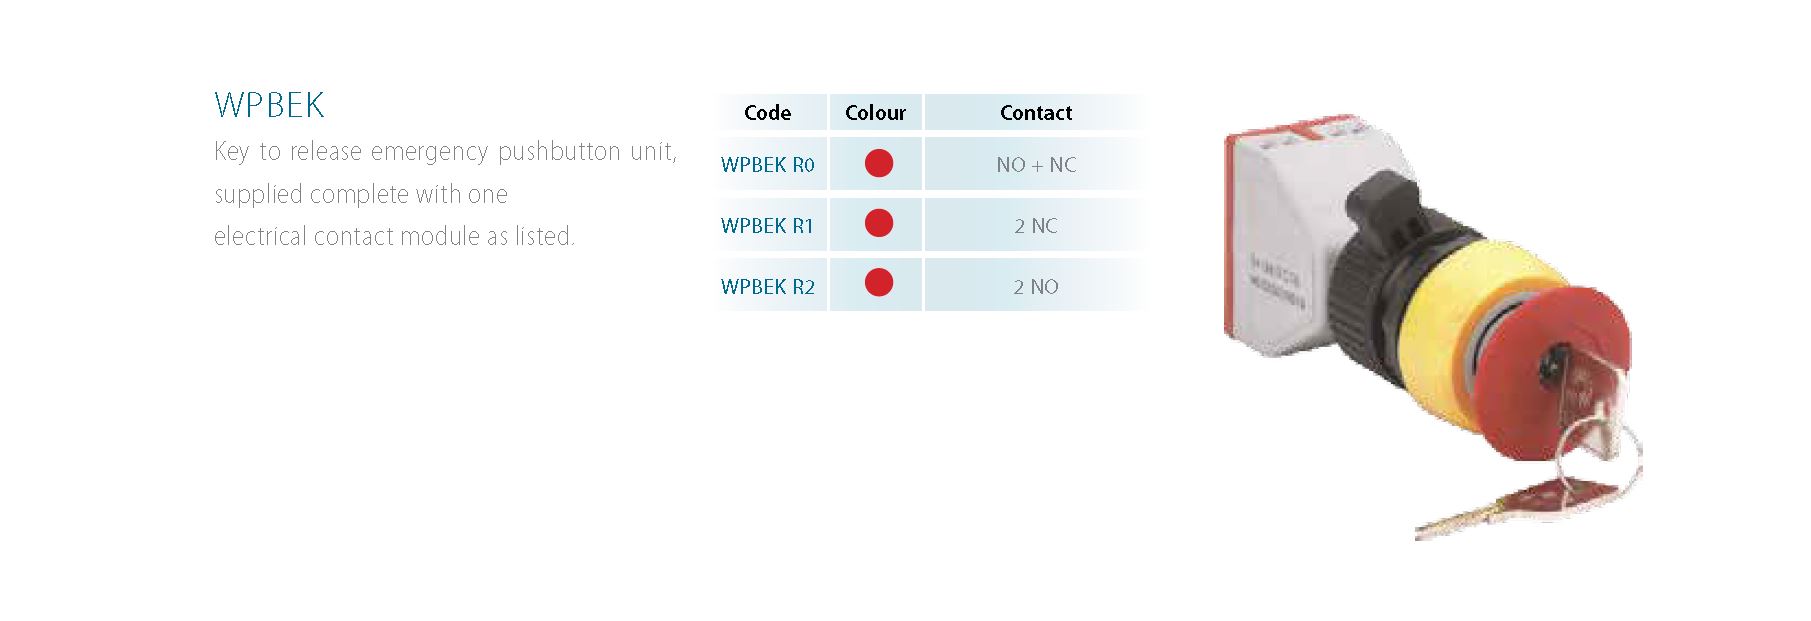 WPBEK
Key to release emergency pushbutton unit,
supplied complete with one
electrical contact module as listed.
Code Colour Contact
WPBEK R0 NO + NC
WPBEK R1 2 NC
WPBEK R2 2 NO